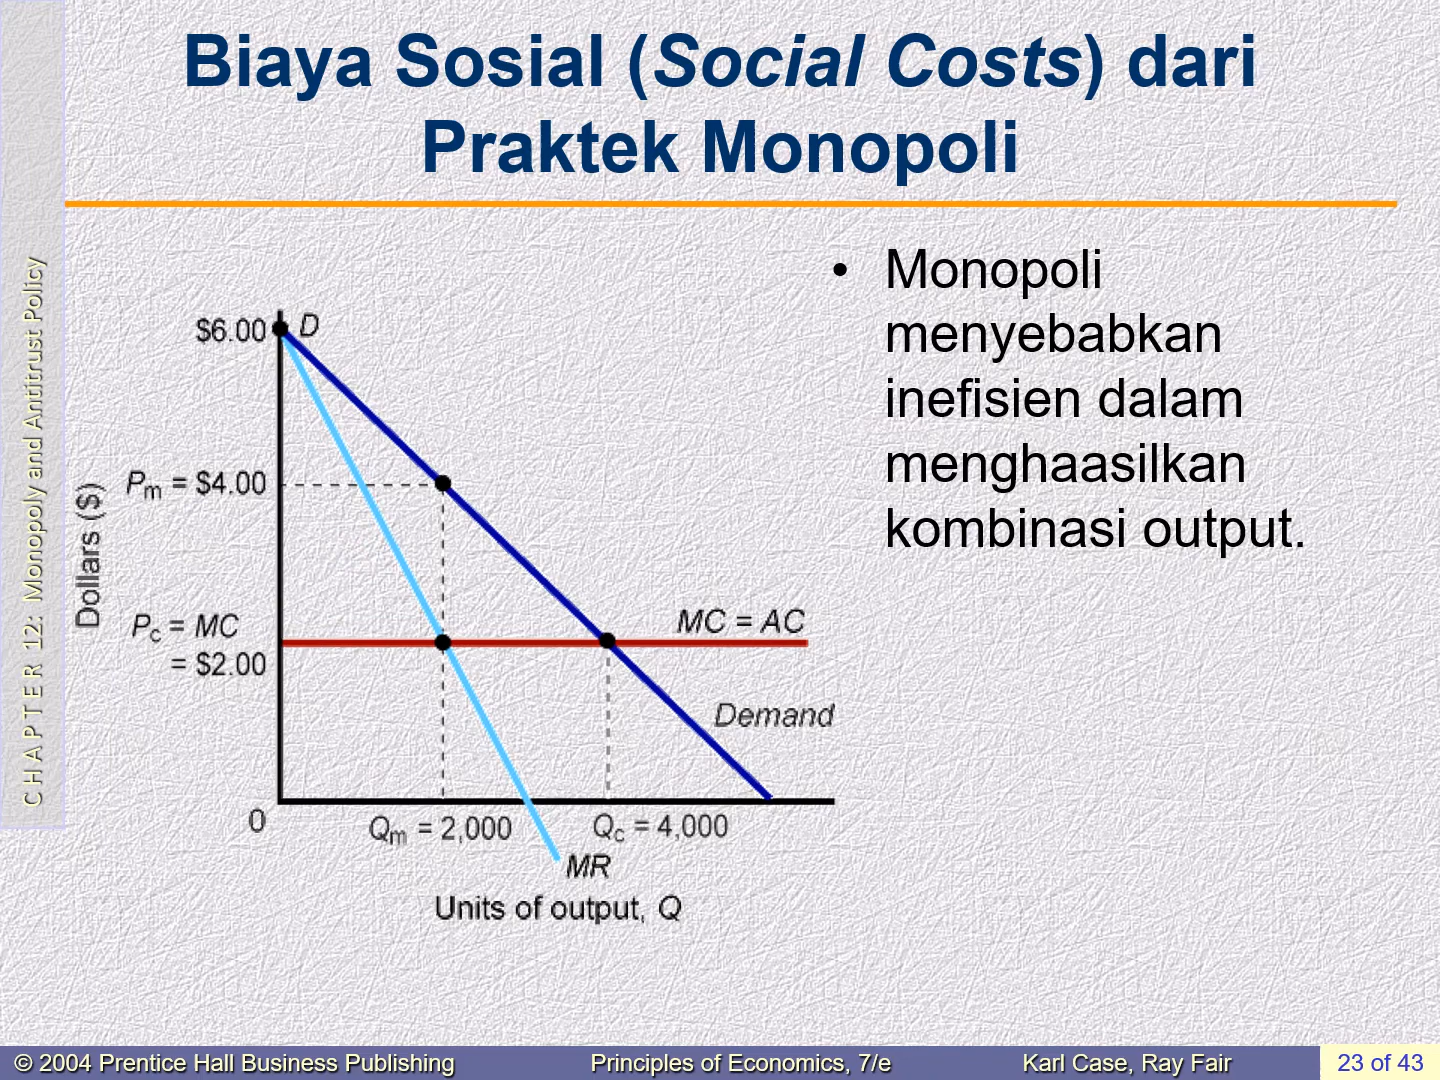 Biaya Sosial (Social Costs) dari
Praktek Monopoli
CHAPTER 12: Monopoly and Antitrust Policy
• Monopoli
menyebabkan
inefisien dalam
menghaasilkan
kombinasi output.
$6.00
D
Pm = $4.00
Dollars ($)
Pc = MC
= $2.00
MC = AC
Demand
0
Qm = 2,000
Qc = 4,000
MR
Units of output, Q
© 2004 Prentice Hall Business Publishing Principles of Economics, 7/e Karl Case, Ray Fair 23 of 43